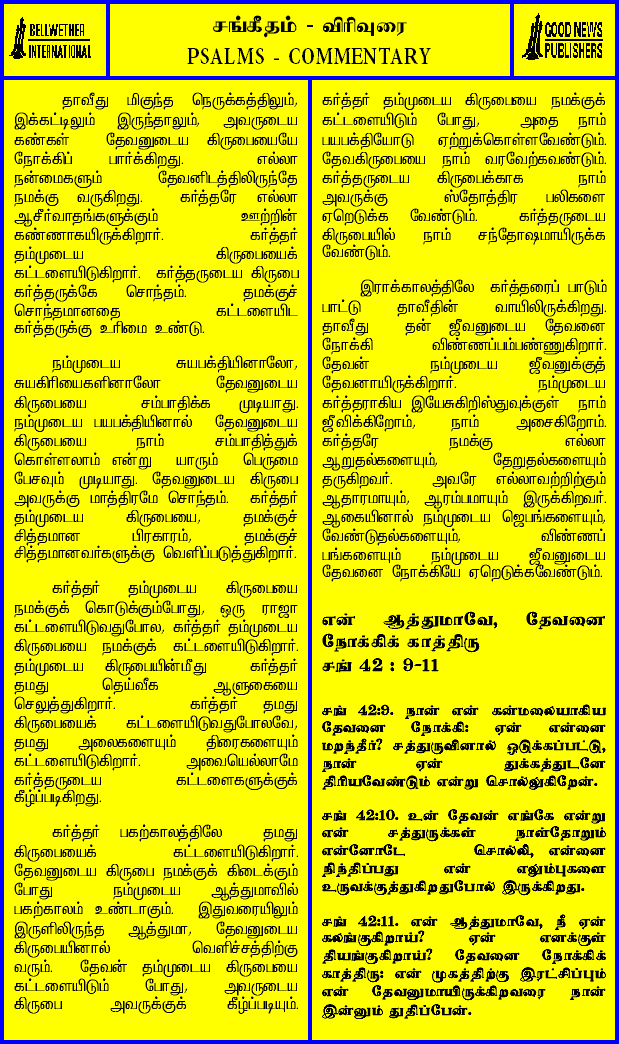 BELLWETHER
INTERNATIONAL
சங்கீதம் - விரிவுரை
PSALMS - COMMENTARY
GOOD NEWS
PUBLISHERS
தாவீது மிகுந்த நெருக்கத்திலும்,
இக்கட்டிலும் இருந்தாலும், அவருடைய
கண்கள் தேவனுடைய கிருபையையே
நோக்கிப் பார்க்கிறது. எல்லா
நன்மைகளும் தேவனிடத்திலிருந்தே
நமக்கு வருகிறது. கர்த்தரே எல்லா
ஆசீர்வாதங்களுக்கும் ஊற்றின்
கண்ணாகயிருக்கிறார். கர்த்தர்
தம்முடைய கிருபையைக்
கட்டளையிடுகிறார். கர்த்தருடைய கிருபை
கர்த்தருக்கே சொந்தம். தமக்குச்
சொந்தமானதை கட்டளையிட
கர்த்தருக்கு உரிமை உண்டு.
நம்முடைய சுயபக்தியினாலோ,
சுயகிரியைகளினாலோ தேவனுடைய
கிருபையை சம்பாதிக்க முடியாது.
நம்முடைய பயபக்தியினால் தேவனுடைய
கிருபையை நாம் சம்பாதித்துக்
கொள்ளலாம் என்று யாரும் பெருமை
பேசவும் முடியாது. தேவனுடைய கிருபை
அவருக்கு மாத்திரமே சொந்தம். கர்த்தர்
தம்முடைய கிருபையை, தமக்குச்
சித்தமான பிரகாரம், தமக்குச்
சித்தமானவர்களுக்கு வெளிப்படுத்துகிறார்.
கர்த்தர் தம்முடைய கிருபையை
நமக்குக் கொடுக்கும்போது, ஒரு ராஜா
கட்டளையிடுவதுபோல, கர்த்தர் தம்முடைய
கிருபையை நமக்குக் கட்டளையிடுகிறார்.
தம்முடைய கிருபையின்மீது கர்த்தர்
தமது தெய்வீக ஆளுகையை
செலுத்துகிறார். கர்த்தர் தமது
கிருபையைக் கட்டளையிடுவதுபோலவே,
தமது அலைகளையும் திரைகளையும்
கட்டளையிடுகிறார். அவையெல்லாமே
கர்த்தருடைய கட்டளைகளுக்குக்
கீழ்ப்படிகிறது.
கர்த்தர் பகற்காலத்திலே தமது
கிருபையைக் கட்டளையிடுகிறார்.
தேவனுடைய கிருபை நமக்குக் கிடைக்கும்
போது நம்முடைய ஆத்துமாவில்
பகற்காலம் உண்டாகும். இதுவரையிலும்
இருளிலிருந்த ஆத்துமா, தேவனுடைய
கிருபையினால் வெளிச்சத்திற்கு
வரும். தேவன் தம்முடைய கிருபையை
கட்டளையிடும் போது, அவருடைய
கிருபை அவருக்குக் கீழ்ப்படியும்.
கர்த்தர் தம்முடைய கிருபையை நமக்குக்
கட்டளையிடும் போது, அதை நாம்
பயபக்தியோடு ஏற்றுக்கொள்ளவேண்டும்.
தேவகிருபையை நாம் வரவேற்கவண்டும்.
கர்த்தருடைய கிருபைக்காக நாம்
அவருக்கு ஸ்தோத்திர பலிகளை
ஏறெடுக்க வேண்டும். கர்த்தருடைய
கிருபையில் நாம் சந்தோஷமாயிருக்க
வேண்டும்.
இராக்காலத்திலே கர்த்தரைப் பாடும்
பாட்டு தாவீதின் வாயிலிருக்கிறது.
தாவீது தன் ஜீவனுடைய தேவனை
நோக்கி விண்ணப்பம்பண்ணுகிறார்.
தேவன் நம்முடைய ஜீவனுக்குத்
தேவனாயிருக்கிறார். நம்முடைய
கர்த்தராகிய இயேசுகிறிஸ்துவுக்குள் நாம்
ஜீவிக்கிறோம், நாம் அசைகிறோம்.
கர்த்தரே நமக்கு எல்லா
ஆறுதல்களையும், தேறுதல்களையும்
தருகிறவர். அவரே எல்லாவற்றிற்கும்
ஆதாரமாயும், ஆரம்பமாயும் இருக்கிறவர்.
ஆகையினால் நம்முடைய ஜெபங்களையும்,
வேண்டுதல்களையும், விண்ணப்
பங்களையும் நம்முடைய ஜீவனுடைய
தேவனை நோக்கியே ஏறெடுக்கவேண்டும்.
என் ஆத்துமாவே, தேவனை
நோக்கிக் காத்திரு
சங் 42 : 9-11
சங் 42:9. நான் என் கன்மலையாகிய
தேவனை நோக்கி: ஏன் என்னை
மறந்தீர்? சத்துருவினால் ஒடுக்கப்பட்டு,
நான் ஏன் துக்கத்துடனே
திரியவேண்டும் என்று சொல்லுகிறேன்.
சங் 42:10. உன் தேவன் எங்கே என்று
என் சத்துருக்கள் நாள்தோறும்
என்னோடே சொல்லி, என்னை
நிந்திப்பது என் எலும்புகளை
உருவக்குத்துகிறதுபோல் இருக்கிறது.
சங் 42:11. என் ஆத்துமாவே, நீ ஏன்
கலங்குகிறாய்? ஏன் எனக்குள்
தியங்குகிறாய்? தேவனை நோக்கிக்
காத்திரு: என் முகத்திற்கு இரட்சிப்பும்
என் தேவனுமாயிருக்கிறவரை நான்
இன்னும் துதிப்பேன்.